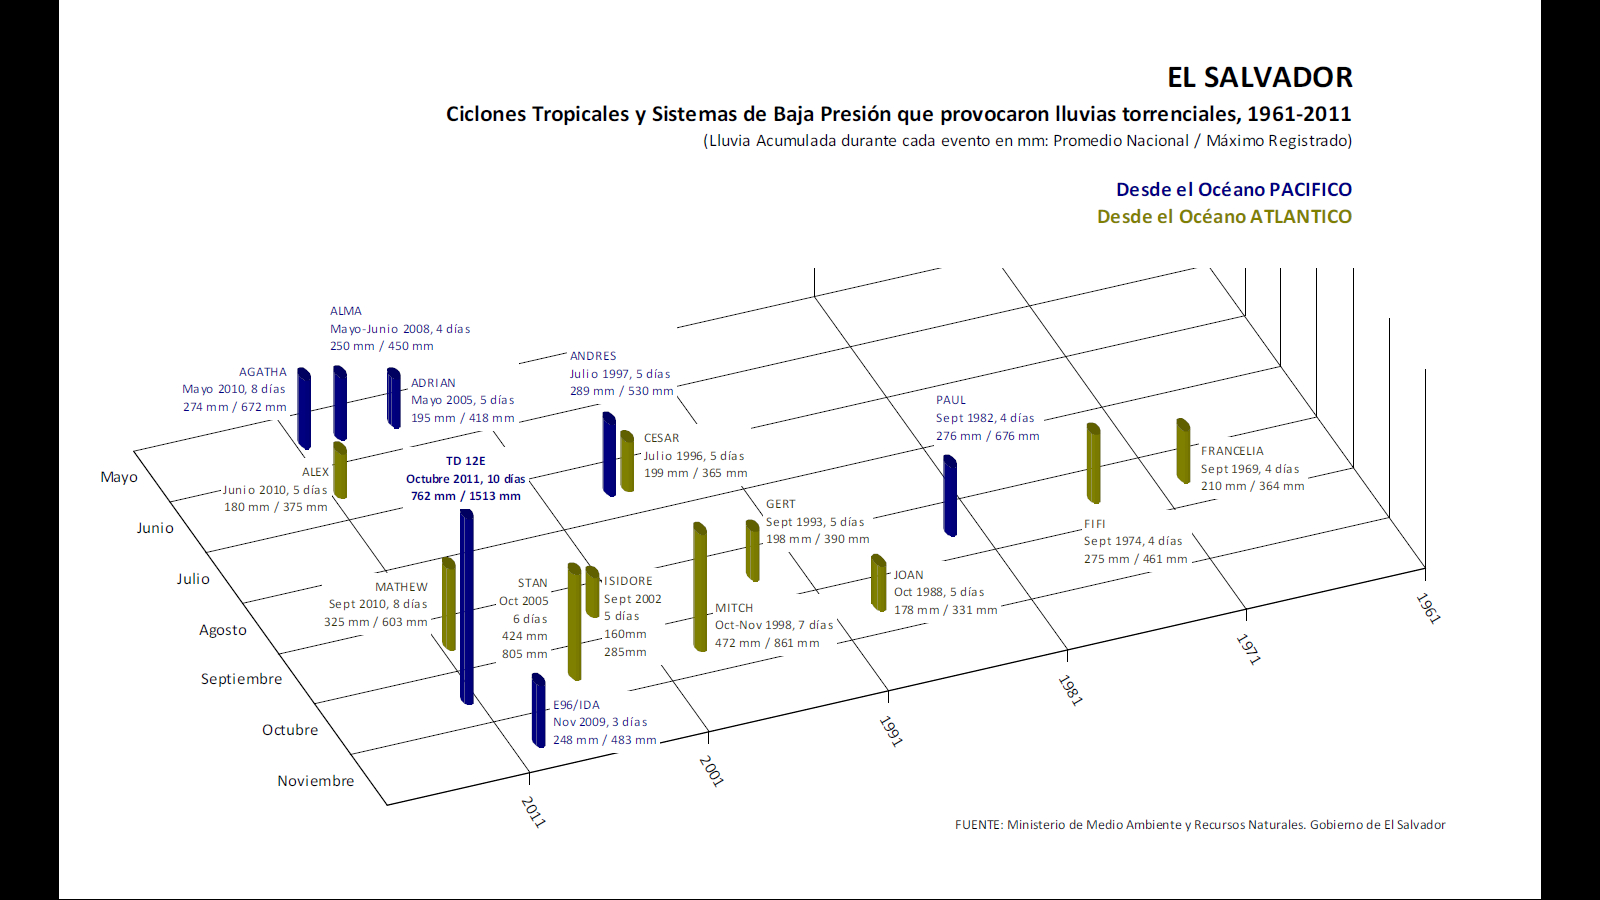 EL SALVADOR
Ciclones Tropicales y Sistemas de Baja Presión que provocaron lluvias torrenciales, 1961-2011
(Lluvia Acumulada durante cada evento en mm: Promedio Nacional / Máximo Registrado)
Desde el Océano PACIFICO
Desde el Océano ATLANTICO
ALMA
Mayo-Junio 2008, 4 días
250 mm / 450 mm
AGATHA
Mayo 2010, 8 días
274 mm / 672 mm
ADRIAN
Mayo 2005, 5 días
195 mm / 418 mm
ANDRES
Julio 1997, 5 días
289 mm / 530 mm
PAUL
Sept 1982, 4 días
276 mm / 676 mm
CESAR
Julio 1996, 5 días
199 mm / 365 mm
FRANCELIA
Sept 1969, 4 días
210 mm / 364 mm
ALEX
Junio 2010, 5 días
180 mm / 375 mm
TD 12E
Octubre 2011, 10 días
762 mm / 1513 mm
GERT
Sept 1993, 5 días
198 mm / 390 mm
FIFI
Sept 1974, 4 días
275 mm / 461 mm
MATHEW
Sept 2010, 8 días
325 mm / 603 mm
STAN
Oct 2005
6 días
424 mm
805 mm
ISIDORE
Sept 2002
5 días
160mm
285mm
MITCH
Oct-Nov 1998, 7 días
472 mm / 861 mm
JOAN
Oct 1988, 5 días
178 mm / 331 mm
E96/IDA
Nov 2009, 3 días
248 mm / 483 mm
Mayo
Junio
Julio
Agosto
Septiembre
Octubre
Noviembre
2011
2001
1991
1981
1971
1961
FUENTE: Ministerio de Medio Ambiente y Recursos Naturales. Gobierno de El Salvador